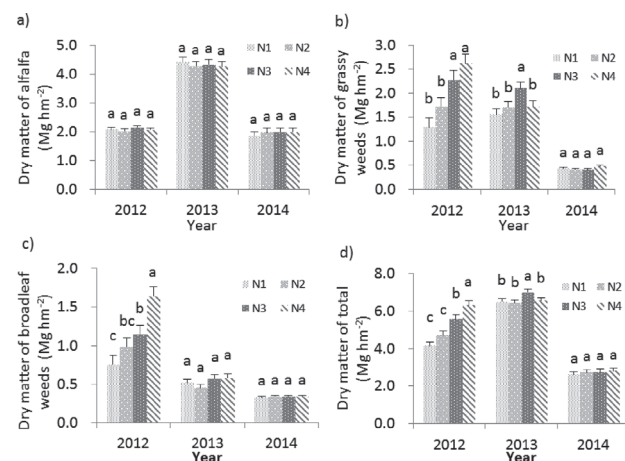 a)
Dry matter of alfalfa
(Mg hm⁻²)
5.0
4.0
3.0
2.0
1.0
0.0
N1 N2
N3 N4
a a a a
a a a a
a a a a
2012 2013 2014
Year
b)
Dry matter of grassy
weeds (Mg hm⁻²)
3.0
2.5
2.0
1.5
1.0
0.5
0.0
N1 N2
N3 N4
b b a a
b b a b
a a a a
2012 2013 2014
Year
c)
Dry matter of broadleaf
weeds (Mg hm⁻²)
2.0
1.5
1.0
0.5
0.0
N1 N2
N3 N4
c bc b a
a a a a
a a a a
2012 2013 2014
Year
d)
Dry matter of total
(Mg hm⁻²)
8.0
6.0
4.0
2.0
0.0
N1 N2
N3 N4
c c b a
b b a b
a a a a
2012 2013 2014
Year